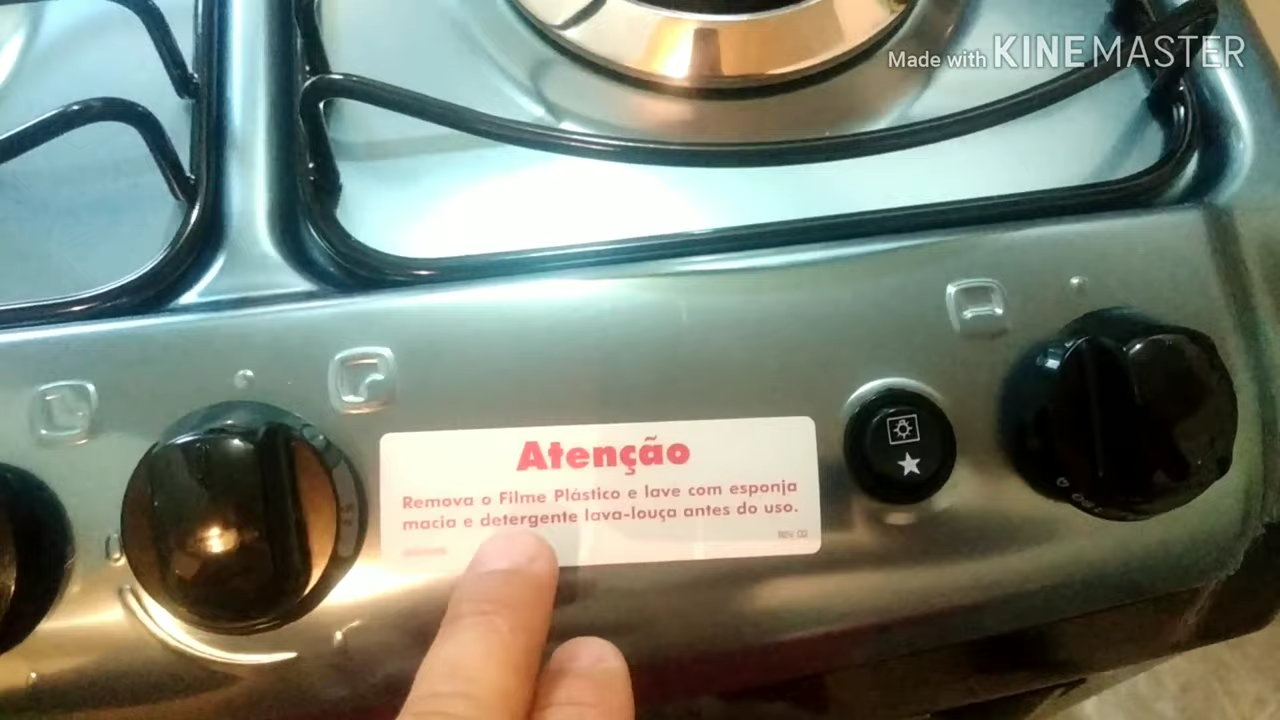 Made with KINEMASTER
Atenção
Remova o Filme Plástico e lave com esponja
macia e detergente lava-louça antes do uso.
REV. 02